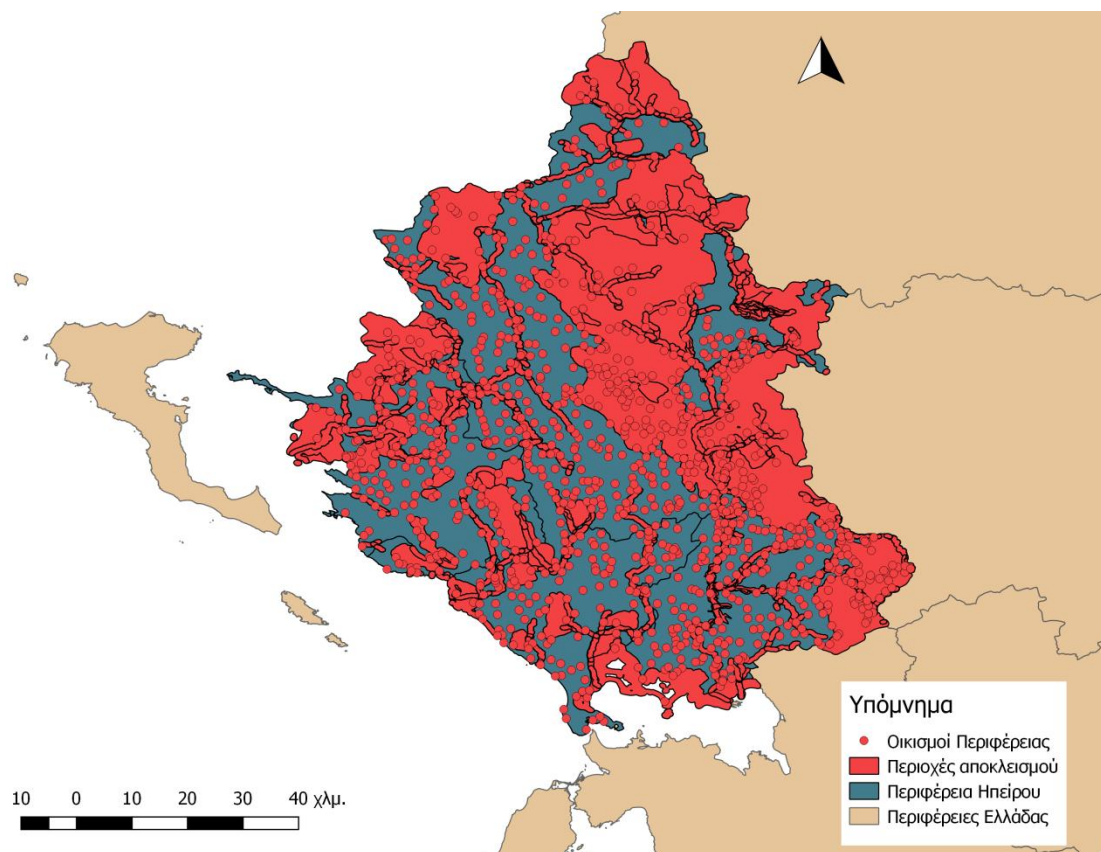 Υπόμνημα
Οικισμοί Περιφέρειας
Περιοχές αποκλεισμού
Περιφέρεια Ηπείρου
Περιφέρειες Ελλάδας
10 0 10 20 30 40 χλμ.